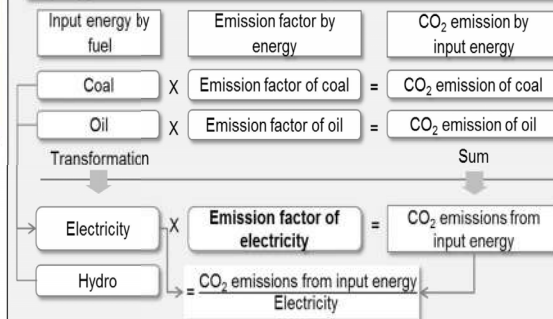 Input energy by fuel
Emission factor by energy
CO₂ emission by input energy
Coal X Emission factor of coal = CO₂ emission of coal
Oil X Emission factor of oil = CO₂ emission of oil
Transformation Sum
Electricity X Emission factor of electricity = CO₂ emissions from input energy
Hydro
= CO₂ emissions from input energy
Electricity